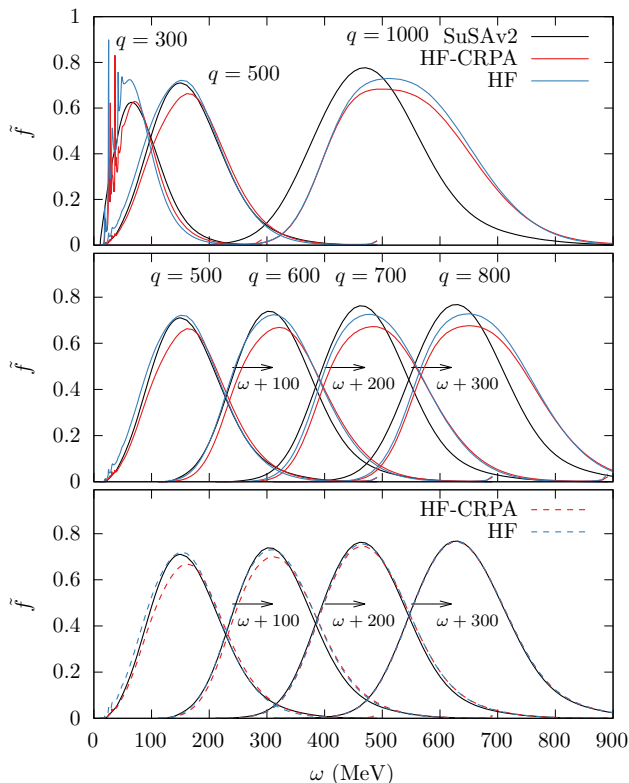 q = 300
q = 500
q = 1000
SuSAv2
HF-CRPA
HF
1
0.8
0.6
0.4
0.2
0
f̃
q = 500 q = 600 q = 700 q = 800
0.8
0.6
0.4
0.2
0
f̃
ω + 100 ω + 200 ω + 300
HF-CRPA
HF
0.8
0.6
0.4
0.2
0
f̃
ω + 100 ω + 200 ω + 300
0 100 200 300 400 500 600 700 800 900
ω (MeV)